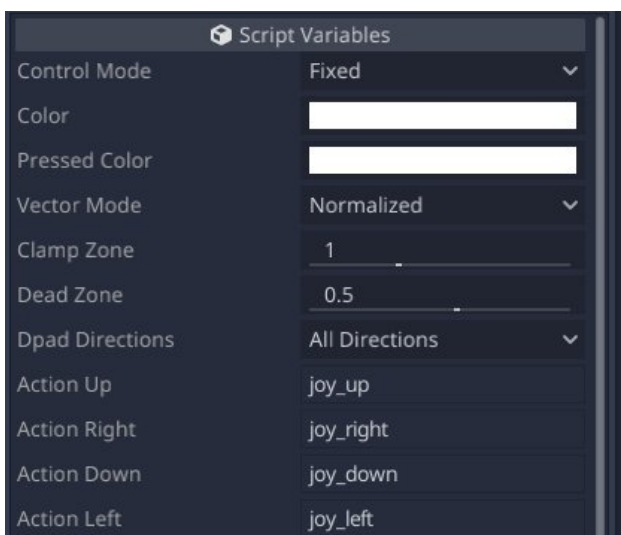 Script Variables
Control Mode Fixed
Color
Pressed Color
Vector Mode Normalized
Clamp Zone 1
Dead Zone 0.5
Dpad Directions All Directions
Action Up joy_up
Action Right joy_right
Action Down joy_down
Action Left joy_left